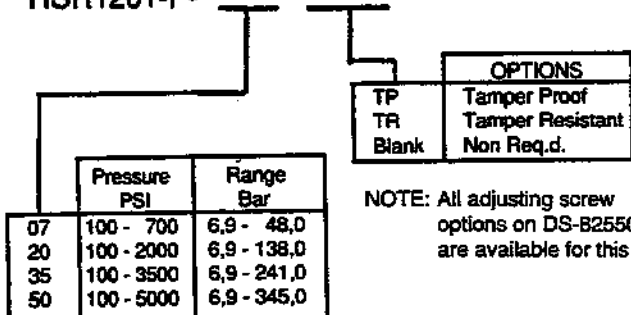 OPTIONS
TP Tamper Proof
TR Tamper Resistant
Blank Non Req.d.
Pressure Range
PSI Bar
07 100 - 700 6,9 - 48,0
20 100 - 2000 6,9 - 138,0
35 100 - 3500 6,9 - 241,0
50 100 - 5000 6,9 - 345,0
NOTE: All adjusting screw
options on
are available for this